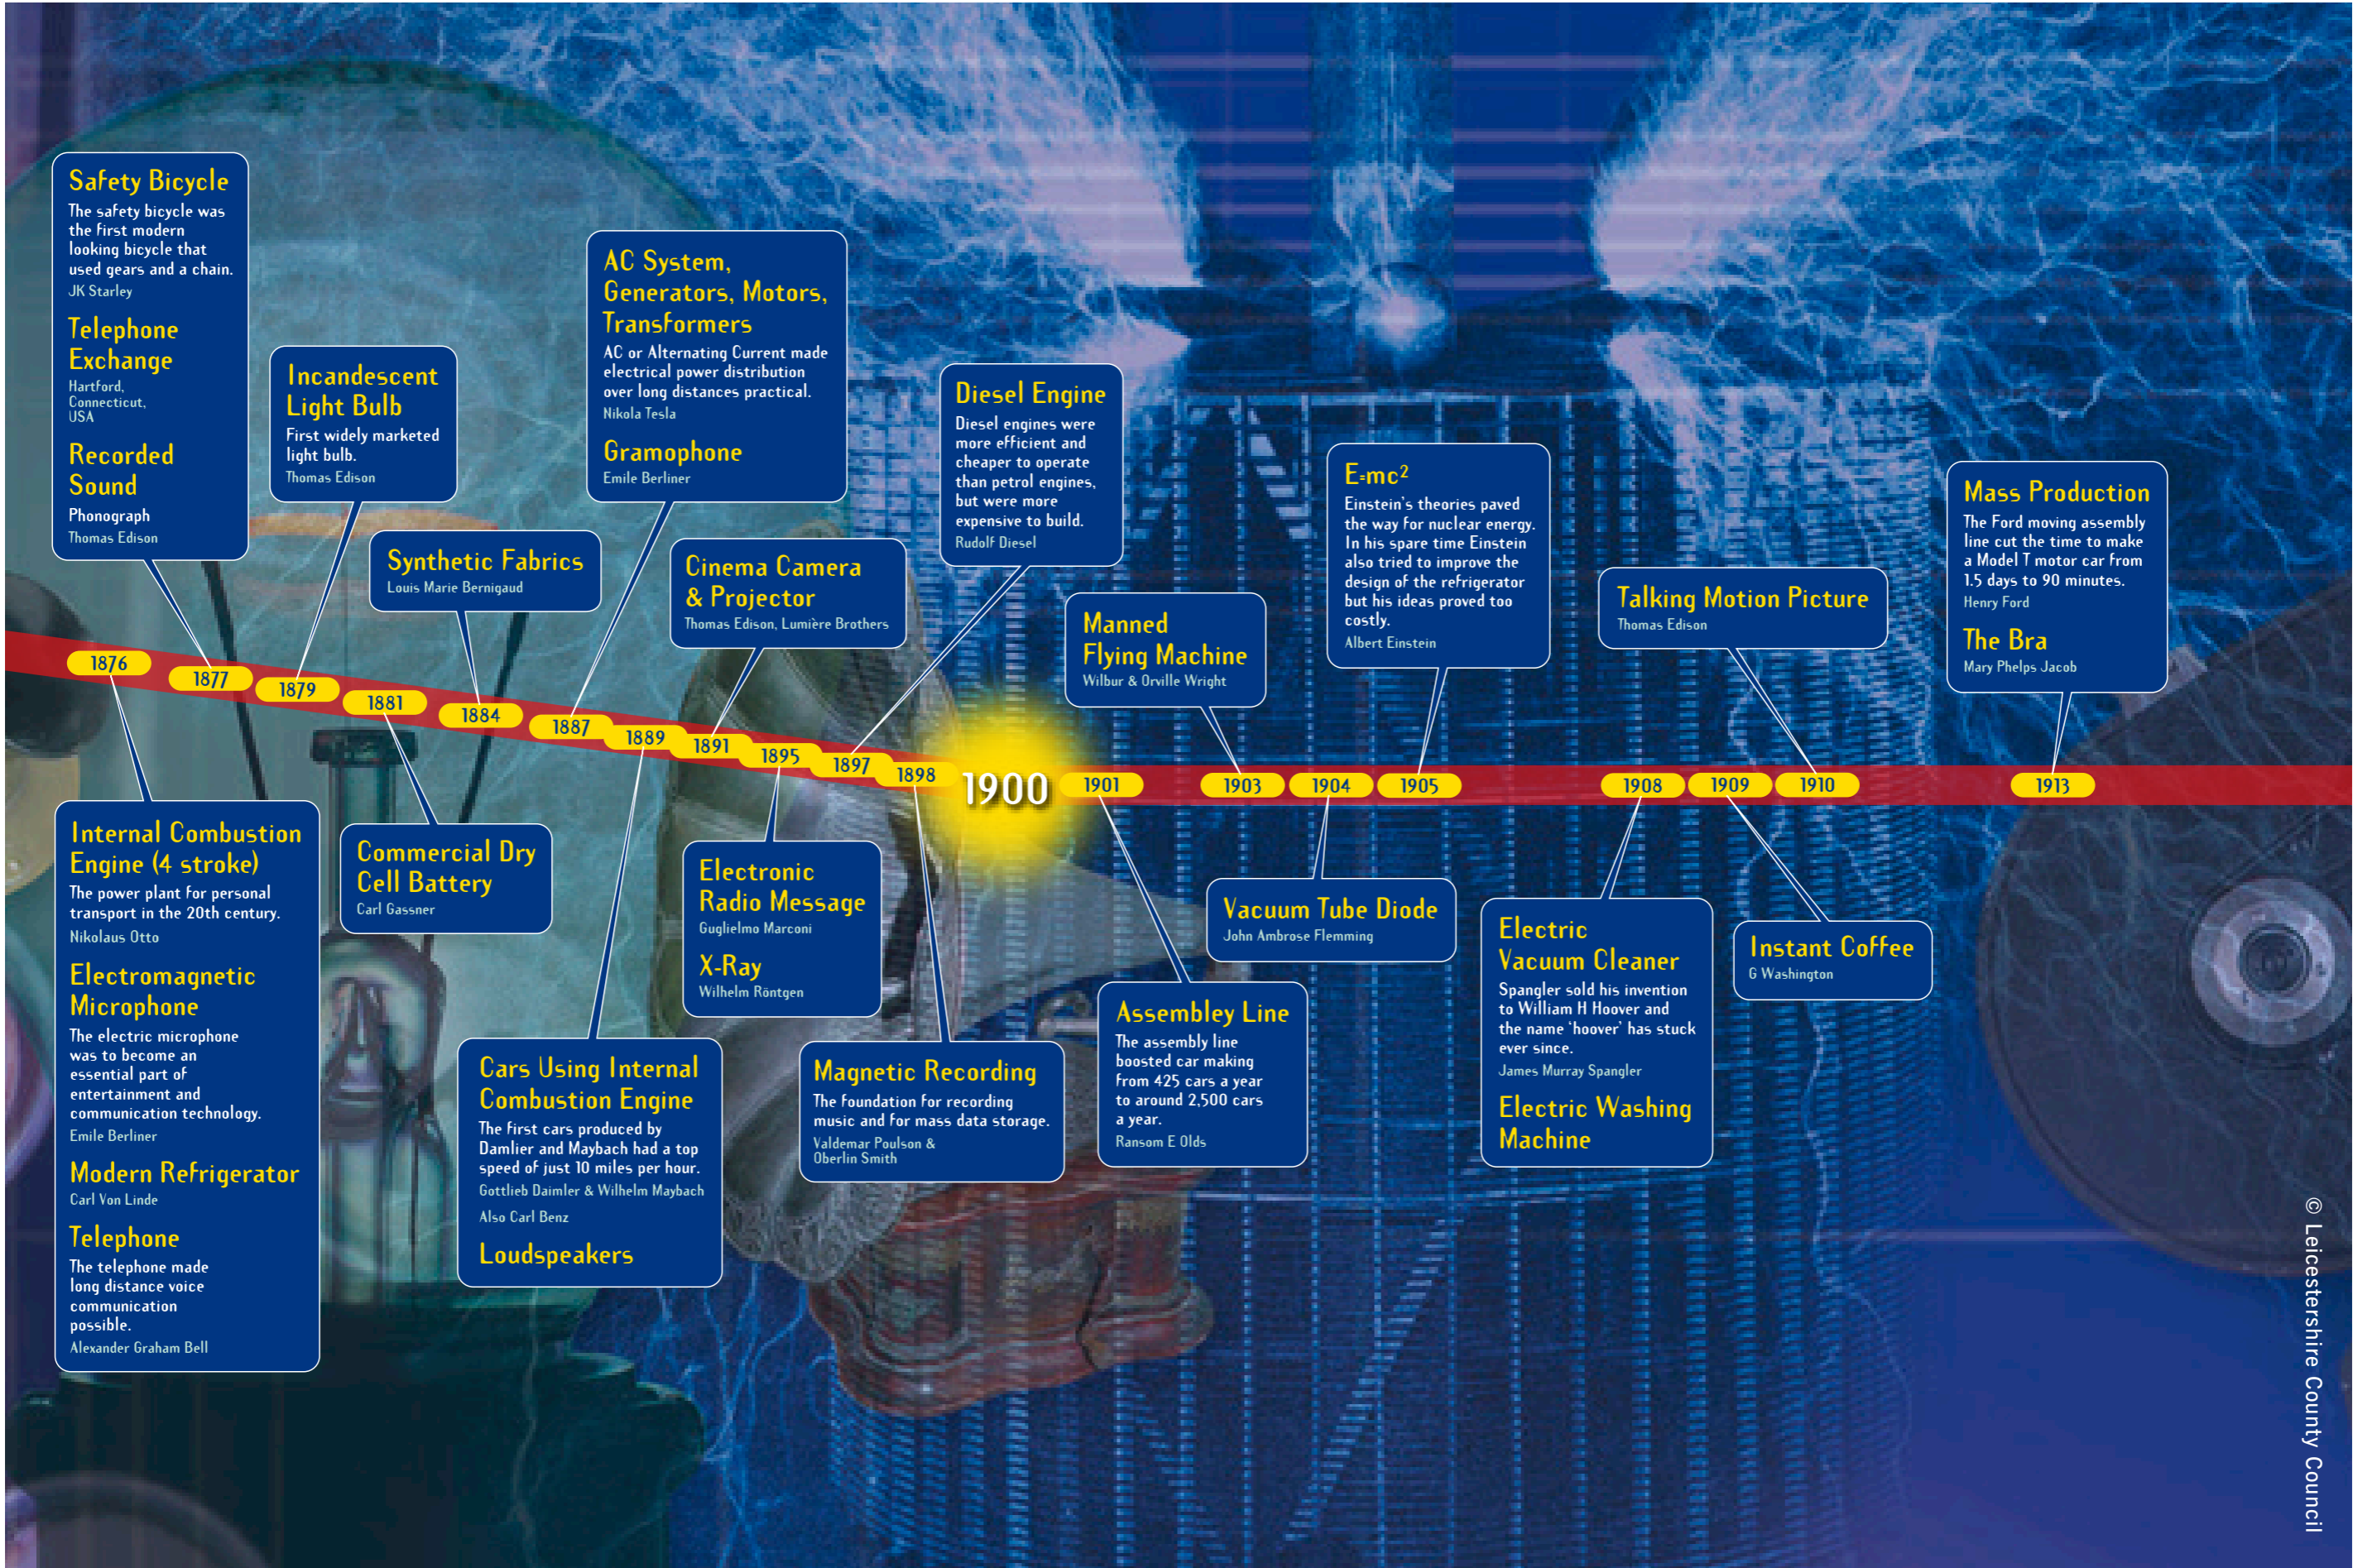 Safety Bicycle
The safety bicycle was
the first modern
looking bicycle that
used gears and a chain.
JK Starley
Telephone
Exchange
Hartford,
Connecticut,
USA
Recorded
Sound
Phonograph
Thomas Edison
Incandescent
Light Bulb
First widely marketed
light bulb.
Thomas Edison
Synthetic Fabrics
Louis Marie Bernigaud
AC System,
Generators, Motors,
Transformers
AC or Alternating Current made
electrical power distribution
over long distances practical.
Nikola Tesla
Gramophone
Emile Berliner
Cinema Camera
& Projector
Thomas Edison, Lumière Brothers
Diesel Engine
Diesel engines were
more efficient and
cheaper to operate
than petrol engines,
but were more
expensive to build.
Rudolf Diesel
Manned
Flying Machine
Wilbur & Orville Wright
E=mc²
Einstein's theories paved
the way for nuclear energy.
In his spare time Einstein
also tried to improve the
design of the refrigerator
but his ideas proved too
costly.
Albert Einstein
Talking Motion Picture
Thomas Edison
Mass Production
The Ford moving assembly
line cut the time to make
a Model T motor car from
1.5 days to 90 minutes.
Henry Ford
The Bra
Mary Phelps Jacob
1876
1877
1879
1881
1884
1887
1889
1891
1895
1897
1898
1900
1901
1903
1904
1905
1908
1909
1910
1913
Internal Combustion
Engine (4 stroke)
The power plant for personal
transport in the 20th century.
Nikolaus Otto
Electromagnetic
Microphone
The electric microphone
was to become an
essential part of
entertainment and
communication technology.
Emile Berliner
Modern Refrigerator
Carl Von Linde
Telephone
The telephone made
long distance voice
communication
possible.
Alexander Graham Bell
Commercial Dry
Cell Battery
Carl Gassner
Cars Using Internal
Combustion Engine
The first cars produced by
Damlier and Maybach had a top
speed of just 10 miles per hour.
Gottlieb Daimler & Wilhelm Maybach
Also Carl Benz
Loudspeakers
Electronic
Radio Message
Guglielmo Marconi
X-Ray
Wilhelm Röntgen
Magnetic Recording
The foundation for recording
music and for mass data storage.
Valdemar Poulson &
Oberlin Smith
Assembley Line
The assembly line
boosted car making
from 425 cars a year
to around 2,500 cars
a year.
Ransom E Olds
Vacuum Tube Diode
John Ambrose Flemming
Electric
Vacuum Cleaner
Spangler sold his invention
to William H Hoover and
the name 'hoover' has stuck
ever since.
James Murray Spangler
Electric Washing
Machine
Instant Coffee
G Washington
© Leicestershire County Council